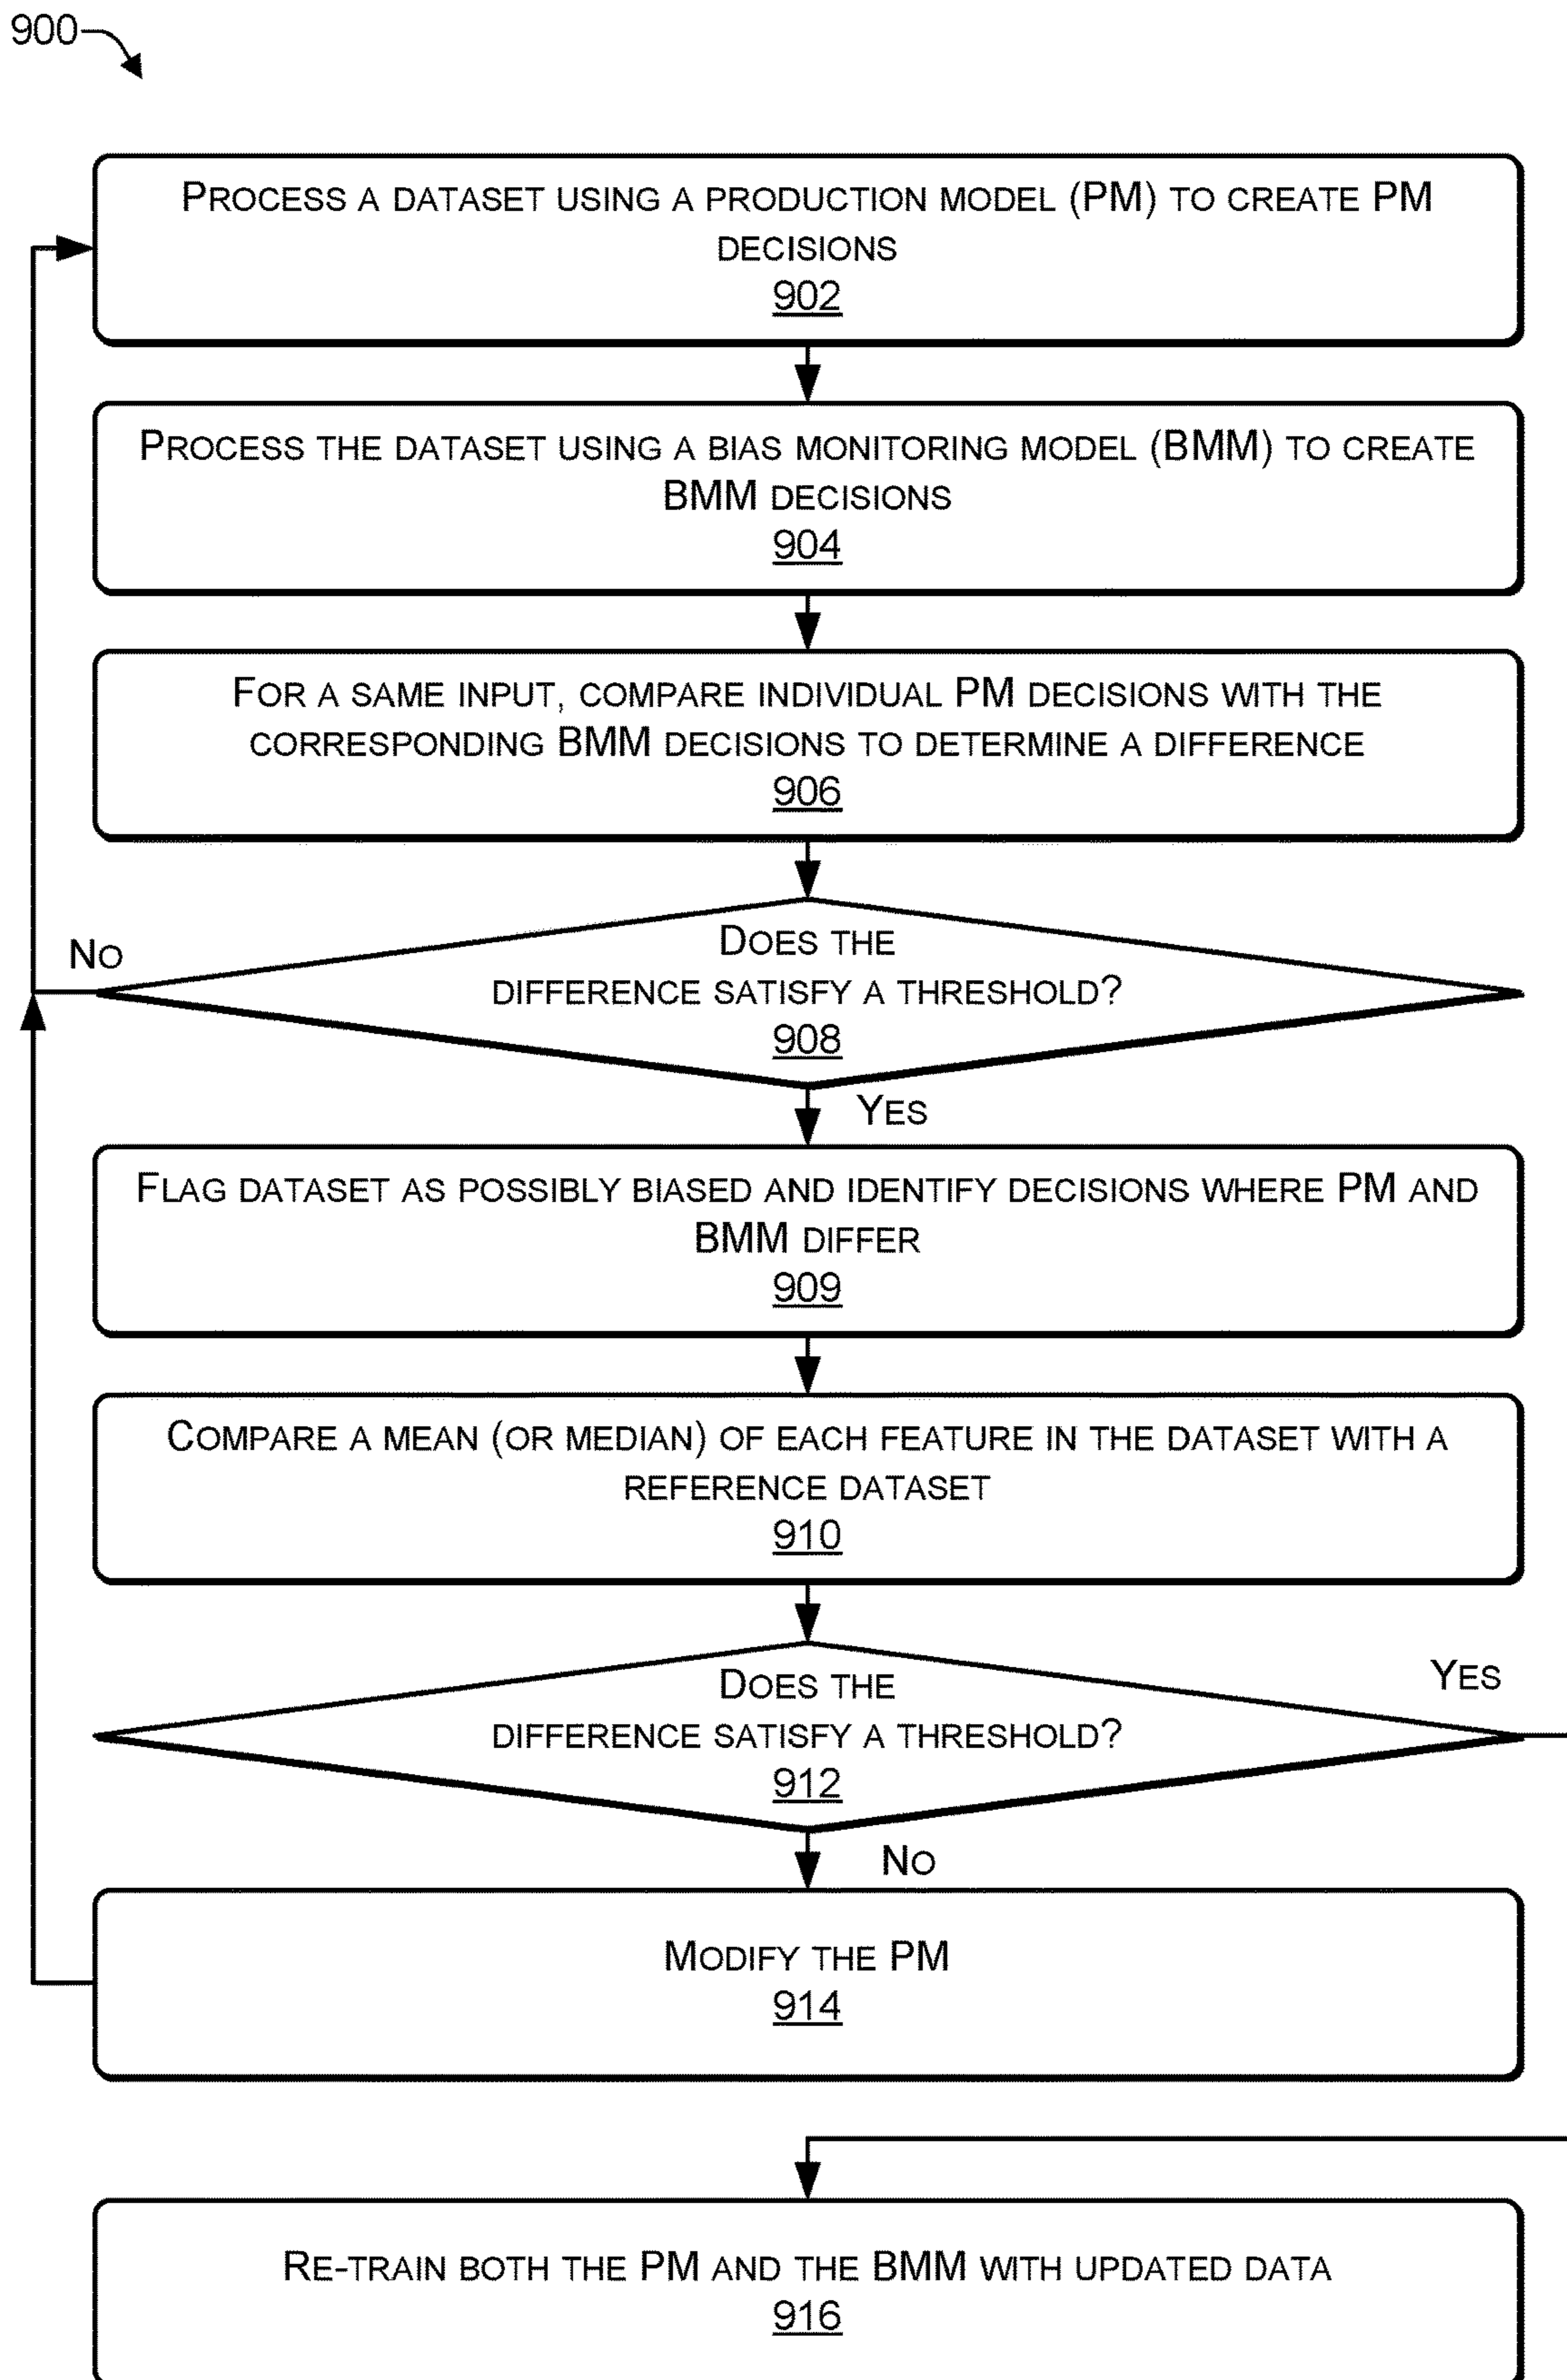 900
PROCESS A DATASET USING A PRODUCTION MODEL (PM) TO CREATE PM
DECISIONS
902
PROCESS THE DATASET USING A BIAS MONITORING MODEL (BMM) TO CREATE
BMM DECISIONS
904
FOR A SAME INPUT, COMPARE INDIVIDUAL PM DECISIONS WITH THE
CORRESPONDING BMM DECISIONS TO DETERMINE A DIFFERENCE
906
NO
DOES THE
DIFFERENCE SATISFY A THRESHOLD?
908
YES
FLAG DATASET AS POSSIBLY BIASED AND IDENTIFY DECISIONS WHERE PM AND
BMM DIFFER
909
COMPARE A MEAN (OR MEDIAN) OF EACH FEATURE IN THE DATASET WITH A
REFERENCE DATASET
910
DOES THE
DIFFERENCE SATISFY A THRESHOLD?
912
YES
NO
MODIFY THE PM
914
RE-TRAIN BOTH THE PM AND THE BMM WITH UPDATED DATA
916